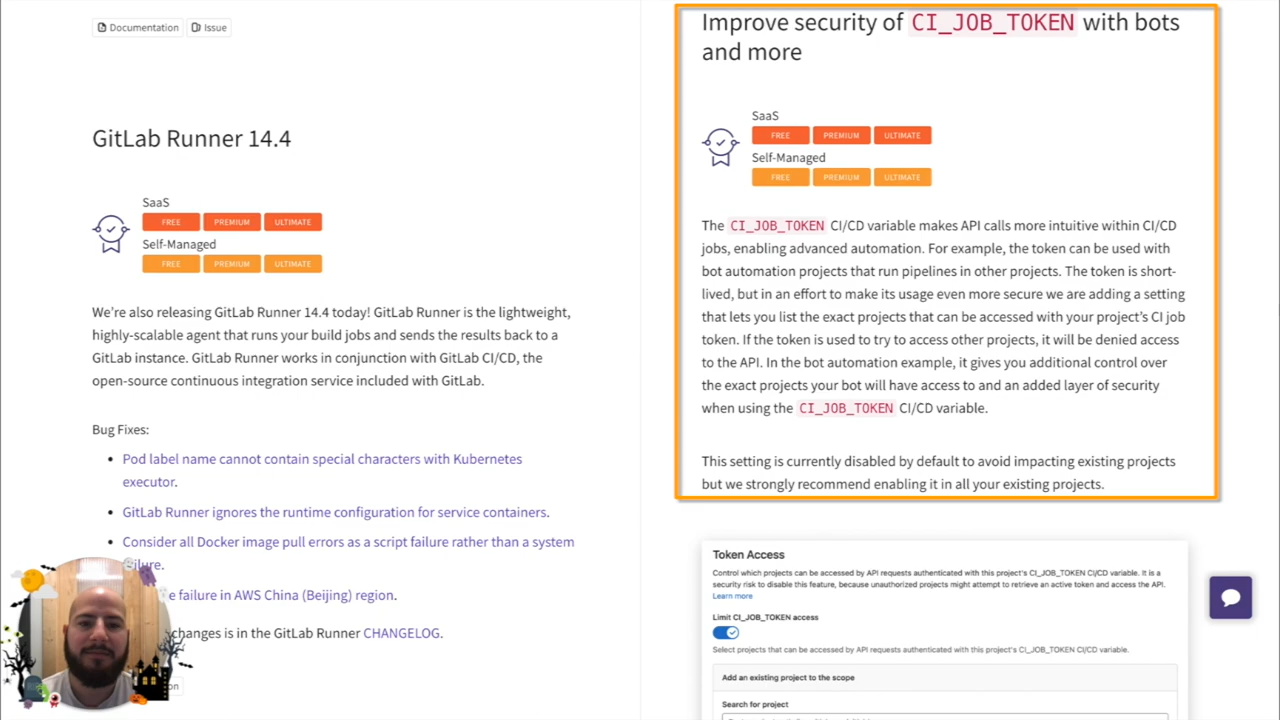 Documentation
Issue
GitLab Runner 14.4
SaaS
FREE PREMIUM ULTIMATE
Self-Managed
FREE PREMIUM ULTIMATE
We're also releasing GitLab Runner 14.4 today! GitLab Runner is the lightweight,
highly-scalable agent that runs your build jobs and sends the results back to a
GitLab instance. GitLab Runner works in conjunction with GitLab CI/CD, the
open-source continuous integration service included with GitLab.
Bug Fixes:
• Pod label name cannot contain special characters with Kubernetes
executor.
• GitLab Runner ignores the runtime configuration for service containers.
• Consider all Docker image pull errors as a script failure rather than a system
failure.
failure in AWS China (Beijing) region.
changes is in the GitLab Runner CHANGELOG.
Improve security of CI_JOB_TOKEN with bots
and more
SaaS
FREE PREMIUM ULTIMATE
Self-Managed
FREE PREMIUM ULTIMATE
The CI_JOB_TOKEN CI/CD variable makes API calls more intuitive within CI/CD
jobs, enabling advanced automation. For example, the token can be used with
bot automation projects that run pipelines in other projects. The token is short-
lived, but in an effort to make its usage even more secure we are adding a setting
that lets you list the exact projects that can be accessed with your project's CI job
token. If the token is used to try to access other projects, it will be denied access
to the API. In the bot automation example, it gives you additional control over
the exact projects your bot will have access to and an added layer of security
when using the CI_JOB_TOKEN CI/CD variable.
This setting is currently disabled by default to avoid impacting existing projects
but we strongly recommend enabling it in all your existing projects.
Token Access
Control which projects can be accessed by API requests authenticated with this project's CI_JOB_TOKEN CI/CD variable. It is a
security risk to disable this feature, because unauthorized projects might attempt to retrieve an active token and access the API.
Learn more
Limit CI_JOB_TOKEN access
Select projects that can be accessed by API requests authenticated with this project's CI_JOB_TOKEN CI/CD variable.
Add an existing project to the scope
Search for project